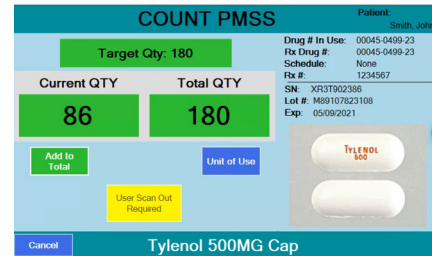 COUNT PMSS
Patient:
Smith, John
Target Qty: 180
Drug # In Use: 00045-0499-23
Rx Drug #: 00045-0499-23
Schedule: None
Rx #: 1234567
Current QTY
Total QTY
86
180
SN: XR3T902386
Lot #: M89107823108
Exp: 05/09/2021
Add to
Total
Unit of Use
User Scan Out
Required
TYLENOL
500
Cancel
Tylenol 500MG Cap